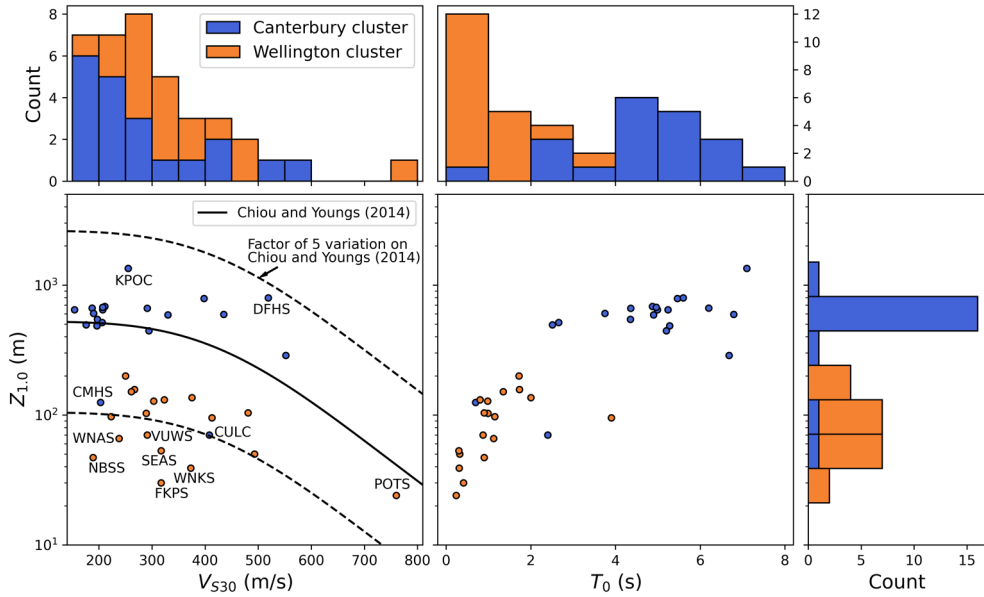 8
6
4
2
0
Count
Canterbury cluster
Wellington cluster
12
10
8
6
4
2
0
Chiou and Youngs (2014)
Factor of 5 variation on
Chiou and Youngs (2014)
KPOC
DFHS
CMHS
WNAS
VUWS
CULC
NBSS
SEAS
WNKS
FKPS
POTS
10³
10²
10¹
Z₁.₀ (m)
200 300 400 500 600 700 800
V_S30 (m/s)
0 2 4 6 8
T₀ (s)
0 5 10 15
Count